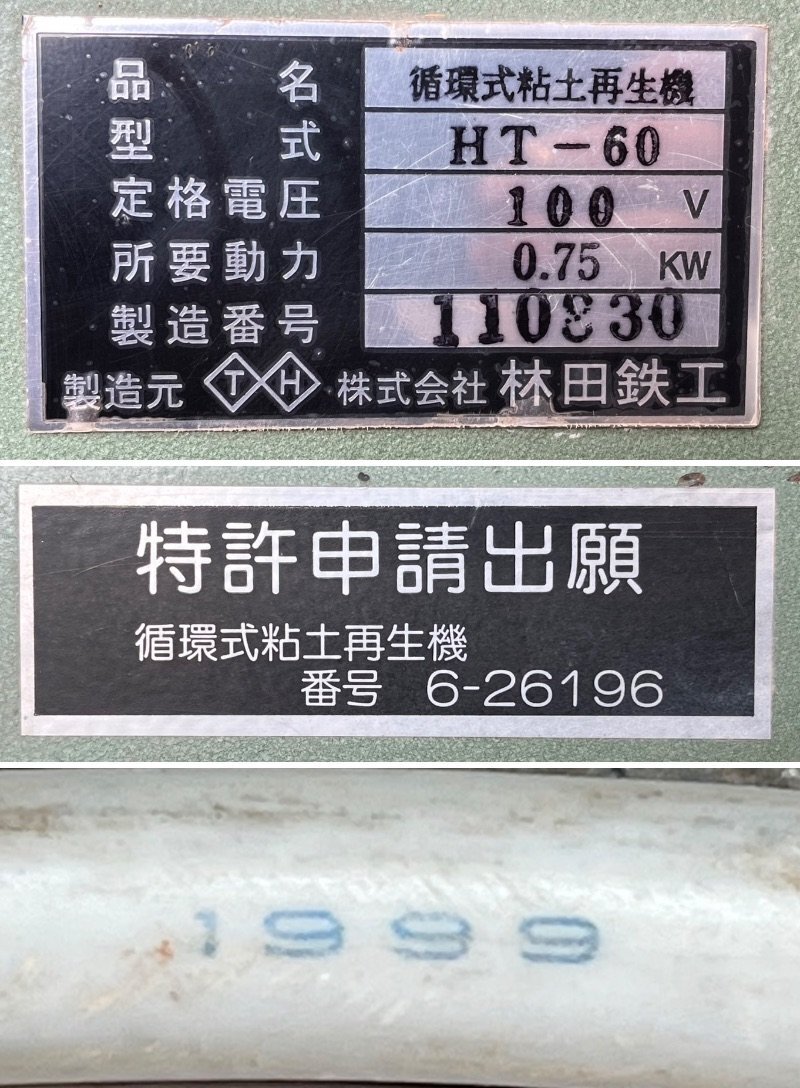 品名 循環式粘土再生機
型式 HT-60
定格電圧 100 V
所要動力 0.75 KW
製造番号 110830
製造元 TH 株式会社 林田鉄工
特許申請出願
循環式粘土再生機
番号 6-26196
1999